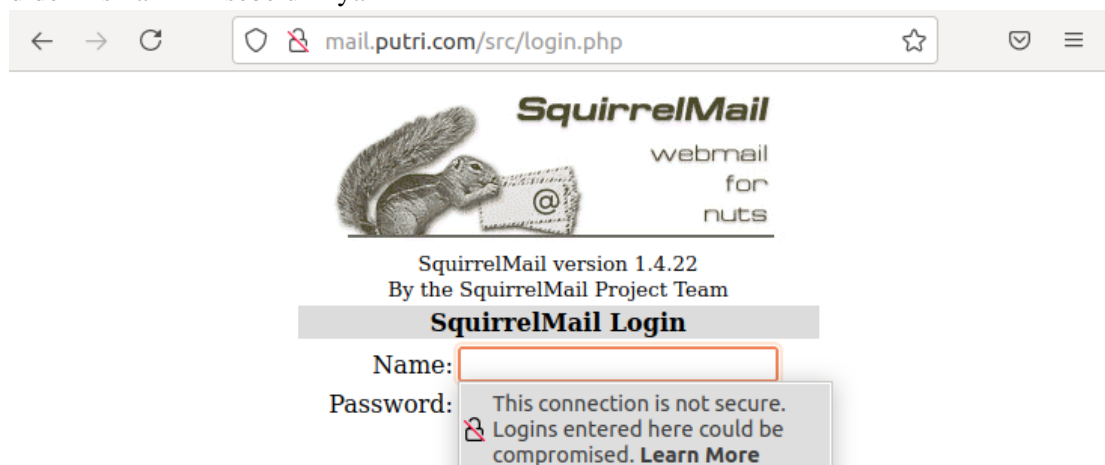 mail.putri.com/src/login.php
SquirrelMail
webmail
for
nuts
@
SquirrelMail version 1.4.22
By the SquirrelMail Project Team
SquirrelMail Login
Name:
Password:
This connection is not secure.
Logins entered here could be
compromised. Learn More